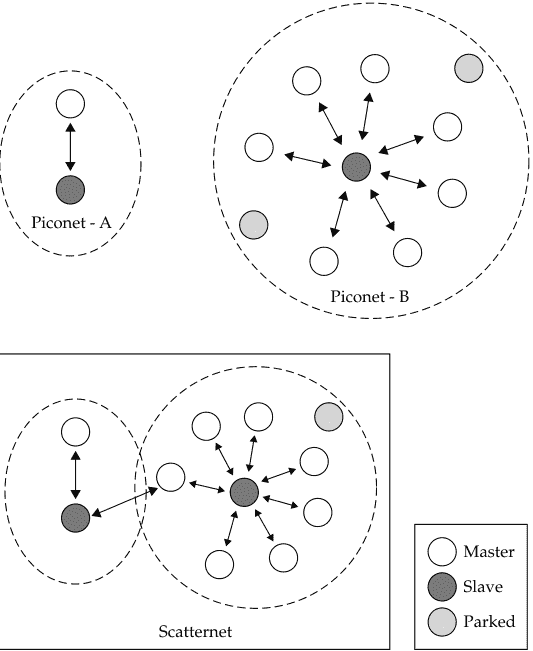 Piconet - A
Piconet - B
Scatternet
Master
Slave
Parked